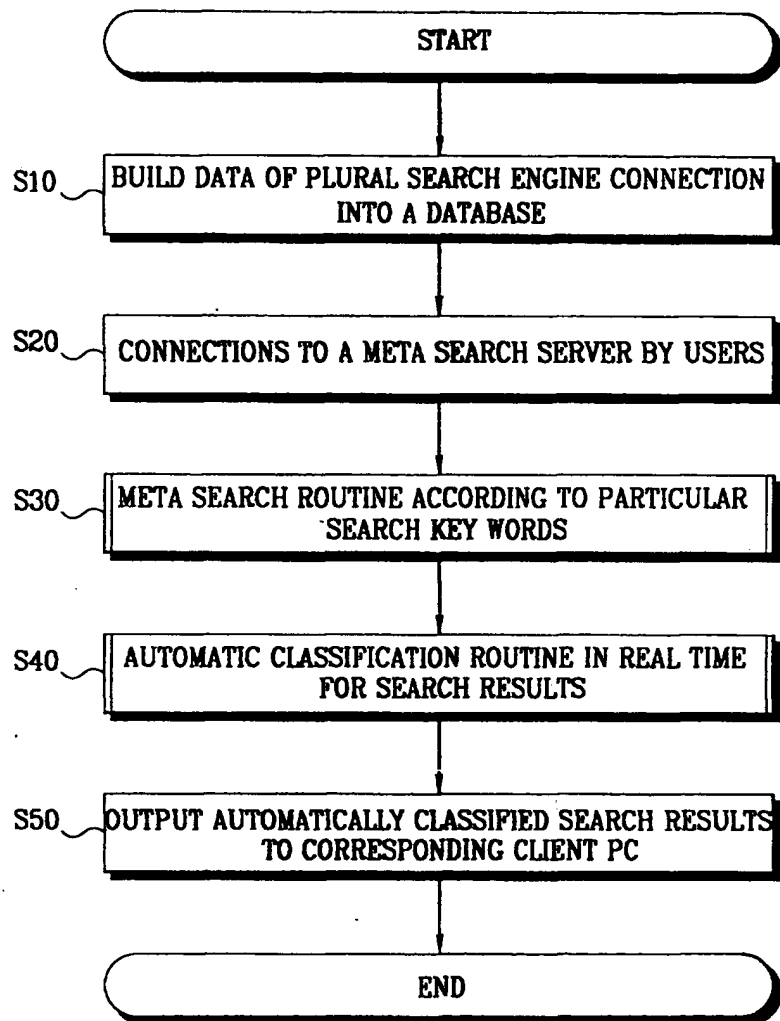 START
S10
BUILD DATA OF PLURAL SEARCH ENGINE CONNECTION
INTO A DATABASE
S20
CONNECTIONS TO A META SEARCH SERVER BY USERS
S30
META SEARCH ROUTINE ACCORDING TO PARTICULAR
SEARCH KEY WORDS
S40
AUTOMATIC CLASSIFICATION ROUTINE IN REAL TIME
FOR SEARCH RESULTS
S50
OUTPUT AUTOMATICALLY CLASSIFIED SEARCH RESULTS
TO CORRESPONDING CLIENT PC
END